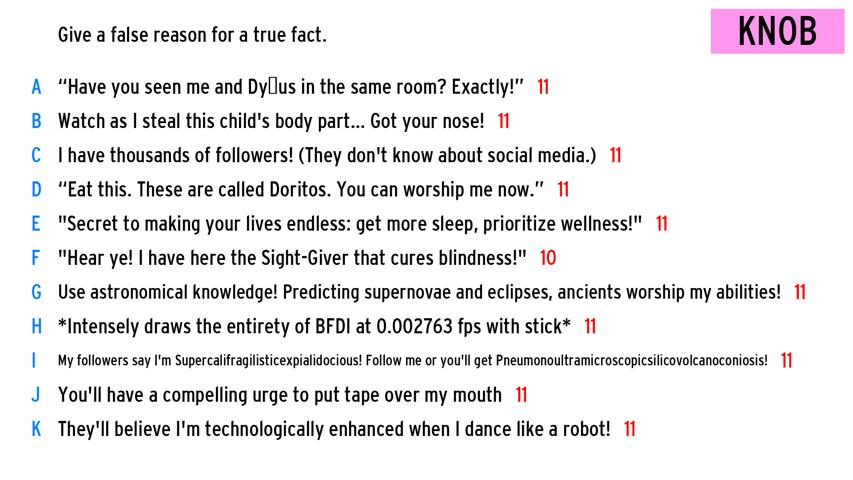 Give a false reason for a true fact.
KNOB
A “Have you seen me and Dy▯us in the same room? Exactly!” 11
B Watch as I steal this child's body part... Got your nose! 11
C I have thousands of followers! (They don't know about social media.) 11
D “Eat this. These are called Doritos. You can worship me now.” 11
E "Secret to making your lives endless: get more sleep, prioritize wellness!" 11
F "Hear ye! I have here the Sight-Giver that cures blindness!" 10
G Use astronomical knowledge! Predicting supernovae and eclipses, ancients worship my abilities! 11
H *Intensely draws the entirety of BFDI at 0.002763 fps with stick* 11
I My followers say I'm Supercalifragilisticexpialidocious! Follow me or you'll get Pneumonoultramicroscopicsilicovolcanoconiosis! 11
J You'll have a compelling urge to put tape over my mouth 11
K They'll believe I'm technologically enhanced when I dance like a robot! 11